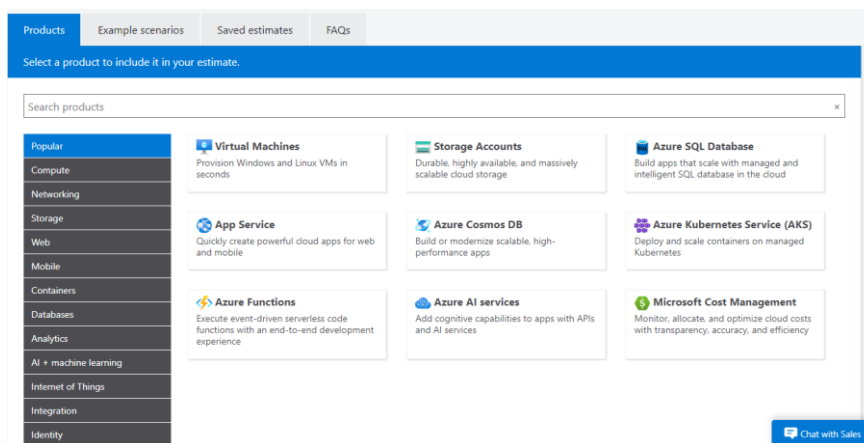 Products
Example scenarios
Saved estimates
FAQs
Select a product to include it in your estimate.
Search products
×
Popular
Compute
Networking
Storage
Web
Mobile
Containers
Databases
Analytics
AI + machine learning
Internet of Things
Integration
Identity
Virtual Machines
Provision Windows and Linux VMs in
seconds
Storage Accounts
Durable, highly available, and massively
scalable cloud storage
Azure SQL Database
Build apps that scale with managed and
intelligent SQL database in the cloud
App Service
Quickly create powerful cloud apps for web
and mobile
Azure Cosmos DB
Build or modernize scalable, high-
performance apps
Azure Kubernetes Service (AKS)
Deploy and scale containers on managed
Kubernetes
Azure Functions
Execute event-driven serverless code
functions with an end-to-end development
experience
Azure AI services
Add cognitive capabilities to apps with APIs
and AI services
Microsoft Cost Management
Monitor, allocate, and optimize cloud costs
with transparency, accuracy, and efficiency
Chat with Sales